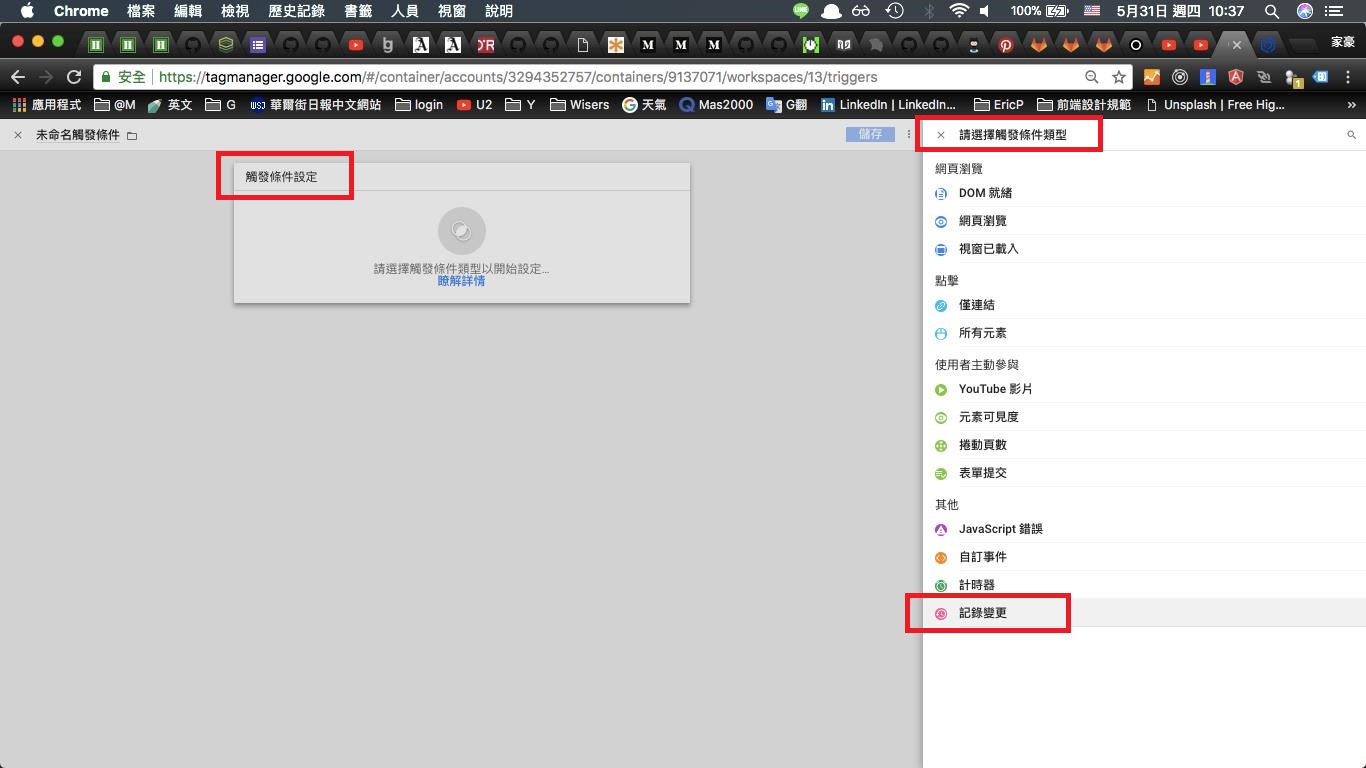 Chrome 檔案 編輯 檢視 歷史記錄 書籤 人員 視窗 說明 100% 5月31日 週四 10:37
家豪
安全 https://tagmanager.google.com/#/container/accounts/3294352757/containers/9137071/workspaces/13/triggers
應用程式 @M 英文 G WSJ 華爾街日報中文網站 login U2 Y Wisers 天氣 Mas2000 G翻 LinkedIn | LinkedIn... EricP 前端設計規範 Unsplash | Free Hig... »
未命名觸發條件 儲存
請選擇觸發條件類型
觸發條件設定
請選擇觸發條件類型以開始設定...
瞭解詳情
網頁瀏覽
DOM 就緒
網頁瀏覽
視窗已載入
點擊
僅連結
所有元素
使用者主動參與
YouTube 影片
元素可見度
捲動頁數
表單提交
其他
JavaScript 錯誤
自訂事件
計時器
記錄變更